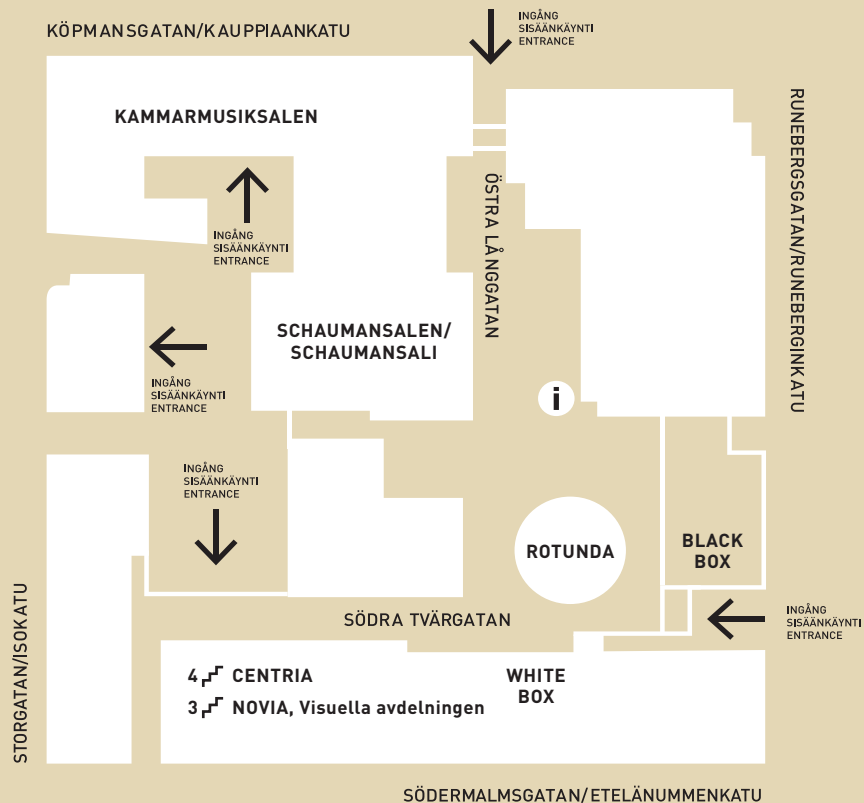 KÖPMANSGATAN/KAUPPIAANKATU
INGÅNG
SISÄÄNKÄYNTI
ENTRANCE
KAMMARMUSIKSALEN
RUNEBERGSGATAN/RUNEBERGINKATU
ÖSTRA LÅNGGATAN
INGÅNG
SISÄÄNKÄYNTI
ENTRANCE
SCHAUMANSALEN/
SCHAUMANSALI
INGÅNG
SISÄÄNKÄYNTI
ENTRANCE
i
INGÅNG
SISÄÄNKÄYNTI
ENTRANCE
ROTUNDA
BLACK
BOX
STORGATAN/ISOKATU
SÖDRA TVÄRGATAN
INGÅNG
SISÄÄNKÄYNTI
ENTRANCE
4 CENTRIA
3 NOVIA, Visuella avdelningen
WHITE
BOX
SÖDERMALMSGATAN/ETELÄNUMMENKATU